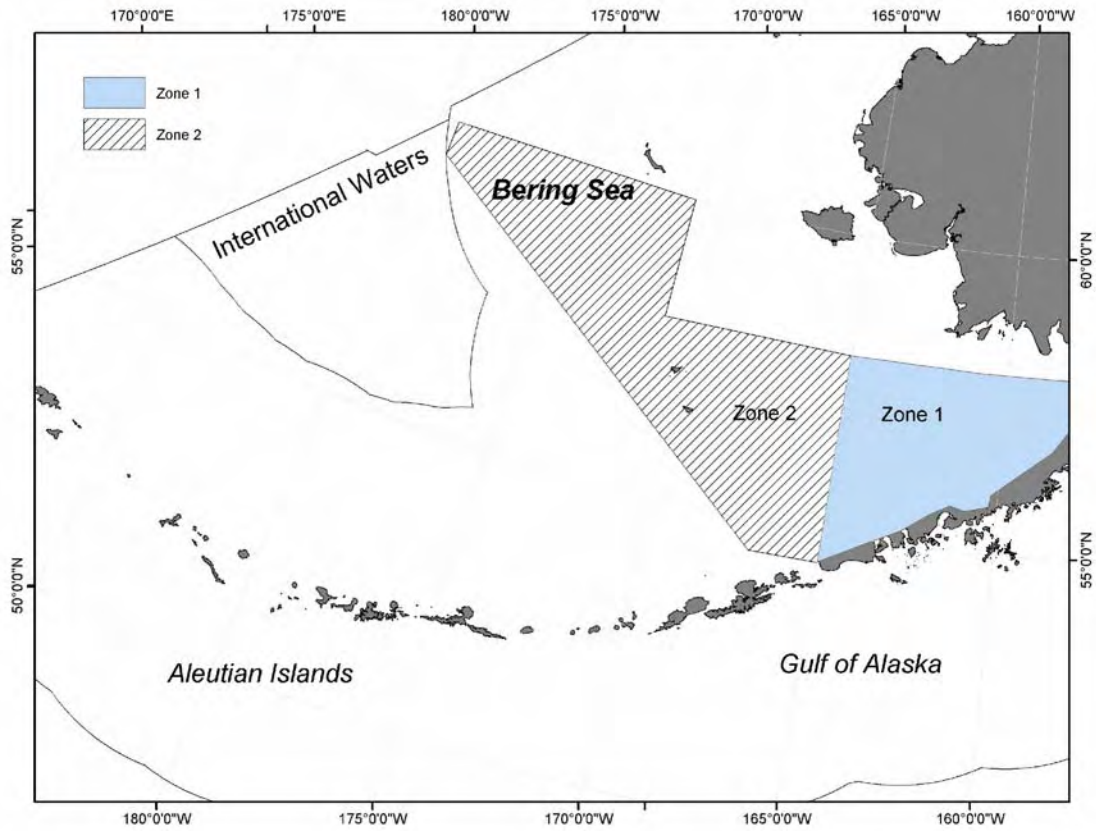 170°0'0"E 175°0'0"E 180°0'0" 175°0'0"W 170°0'0"W 165°0'0"W 160°0'0"W
Zone 1
Zone 2
International Waters
Bering Sea
55°0'0"N
60°0'0"N
Zone 2
Zone 1
50°0'0"N
55°0'0"N
Aleutian Islands
Gulf of Alaska
180°0'0" 175°0'0"W 170°0'0"W 165°0'0"W 160°0'0"W